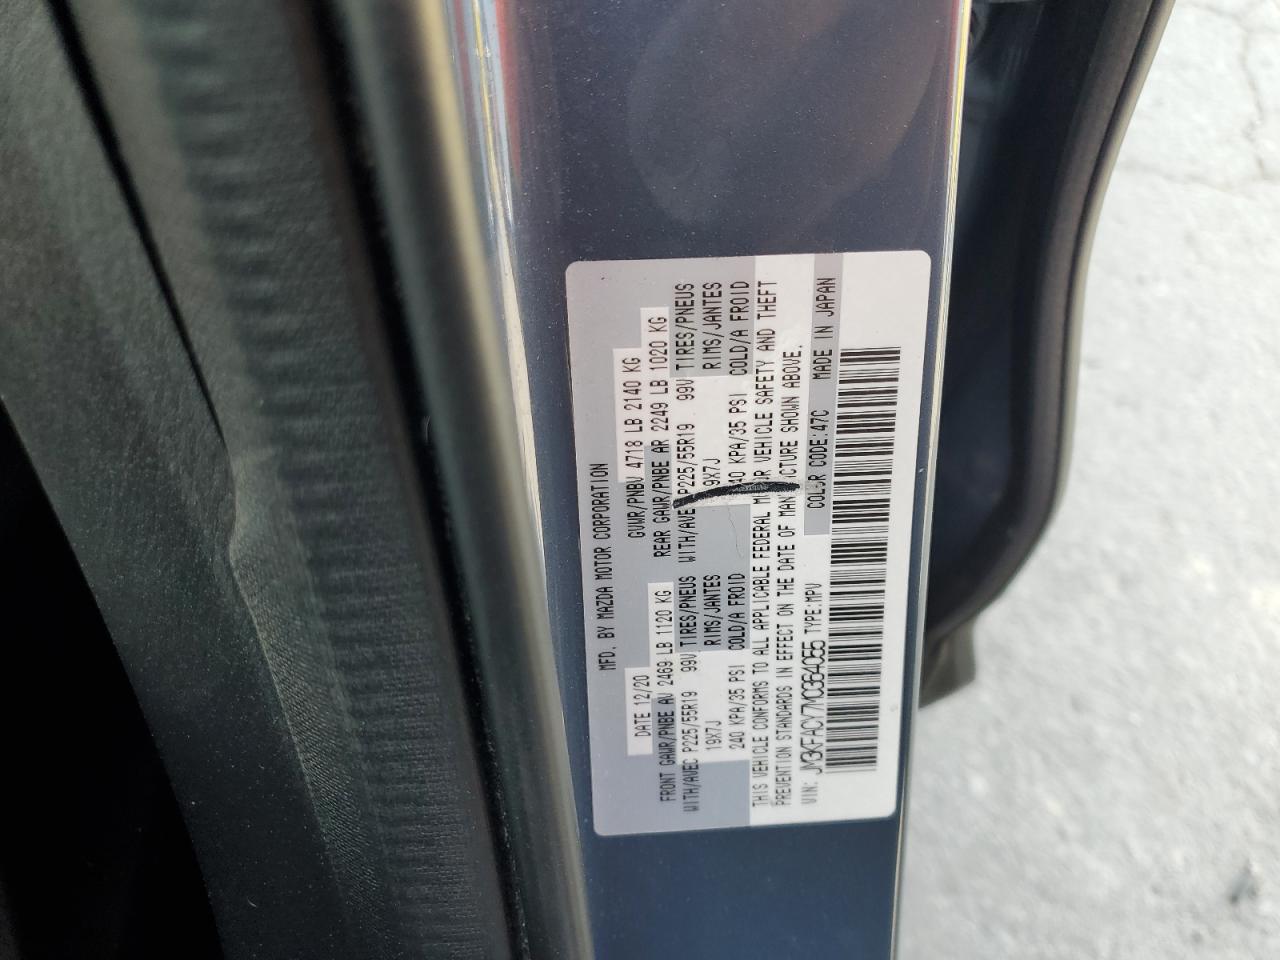 MFD. BY MAZDA MOTOR CORPORATION
DATE 12/20 GVWR/PNBV 4718 LB 2140 KG
FRONT GAWR/PNBE AV 2469 LB 1120 KG REAR GAWR/PNBE AR 2249 LB 1020 KG
WITH/AVEC P225/55R19 99V TIRES/PNEUS WITH/AVEC P225/55R19 99V TIRES/PNEUS
19X7J RIMS/JANTES 9X7J RIMS/JANTES
240 KPA/35 PSI COLD/A FROID 40 KPA/35 PSI COLD/A FROID
THIS VEHICLE CONFORMS TO ALL APPLICABLE FEDERAL VEHICLE SAFETY AND THEFT
PREVENTION STANDARDS IN EFFECT ON THE DATE OF SHOWN ABOVE.
COLOR CODE:47C MADE IN JAPAN
VIN: JM3KFACY7M0364055 TYPE:MPV